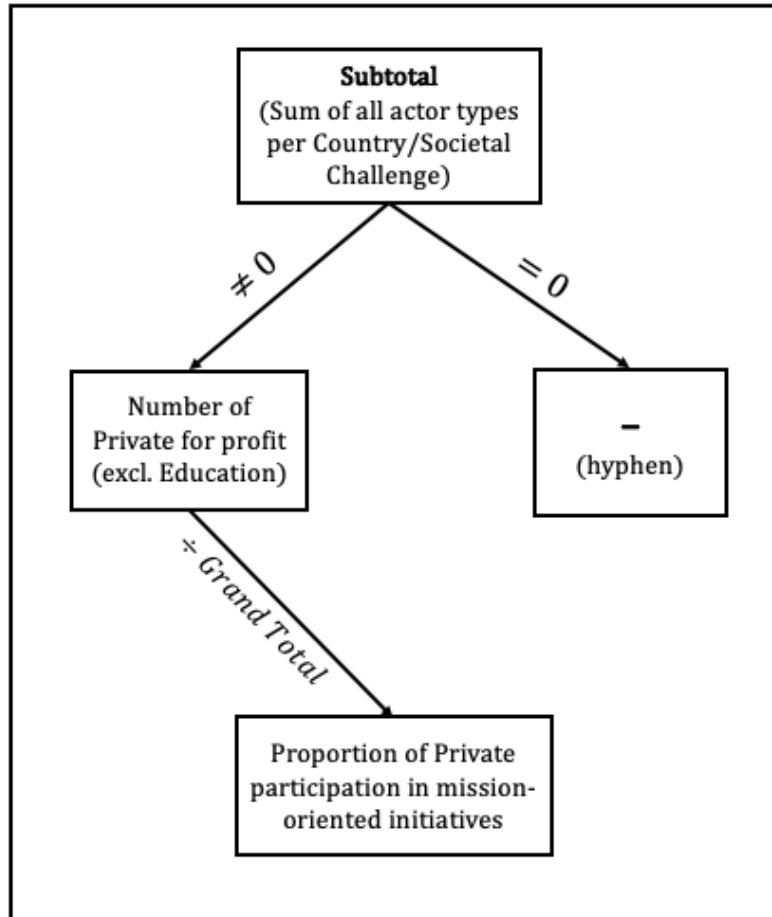 Subtotal
(Sum of all actor types
per Country/Societal
Challenge)
≠ 0
= 0
Number of
Private for profit
(excl. Education)
–
(hyphen)
÷ Grand Total
Proportion of Private
participation in mission-
oriented initiatives